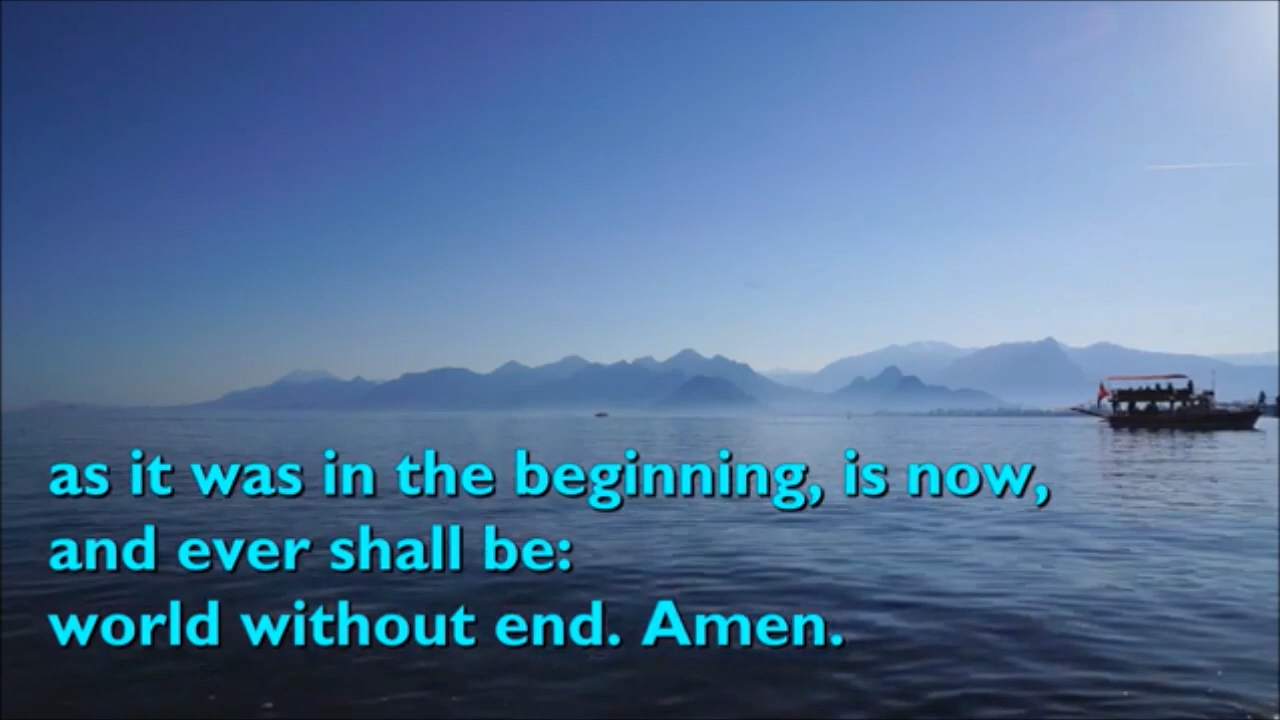 as it was in the beginning, is now,
and ever shall be:
world without end. Amen.